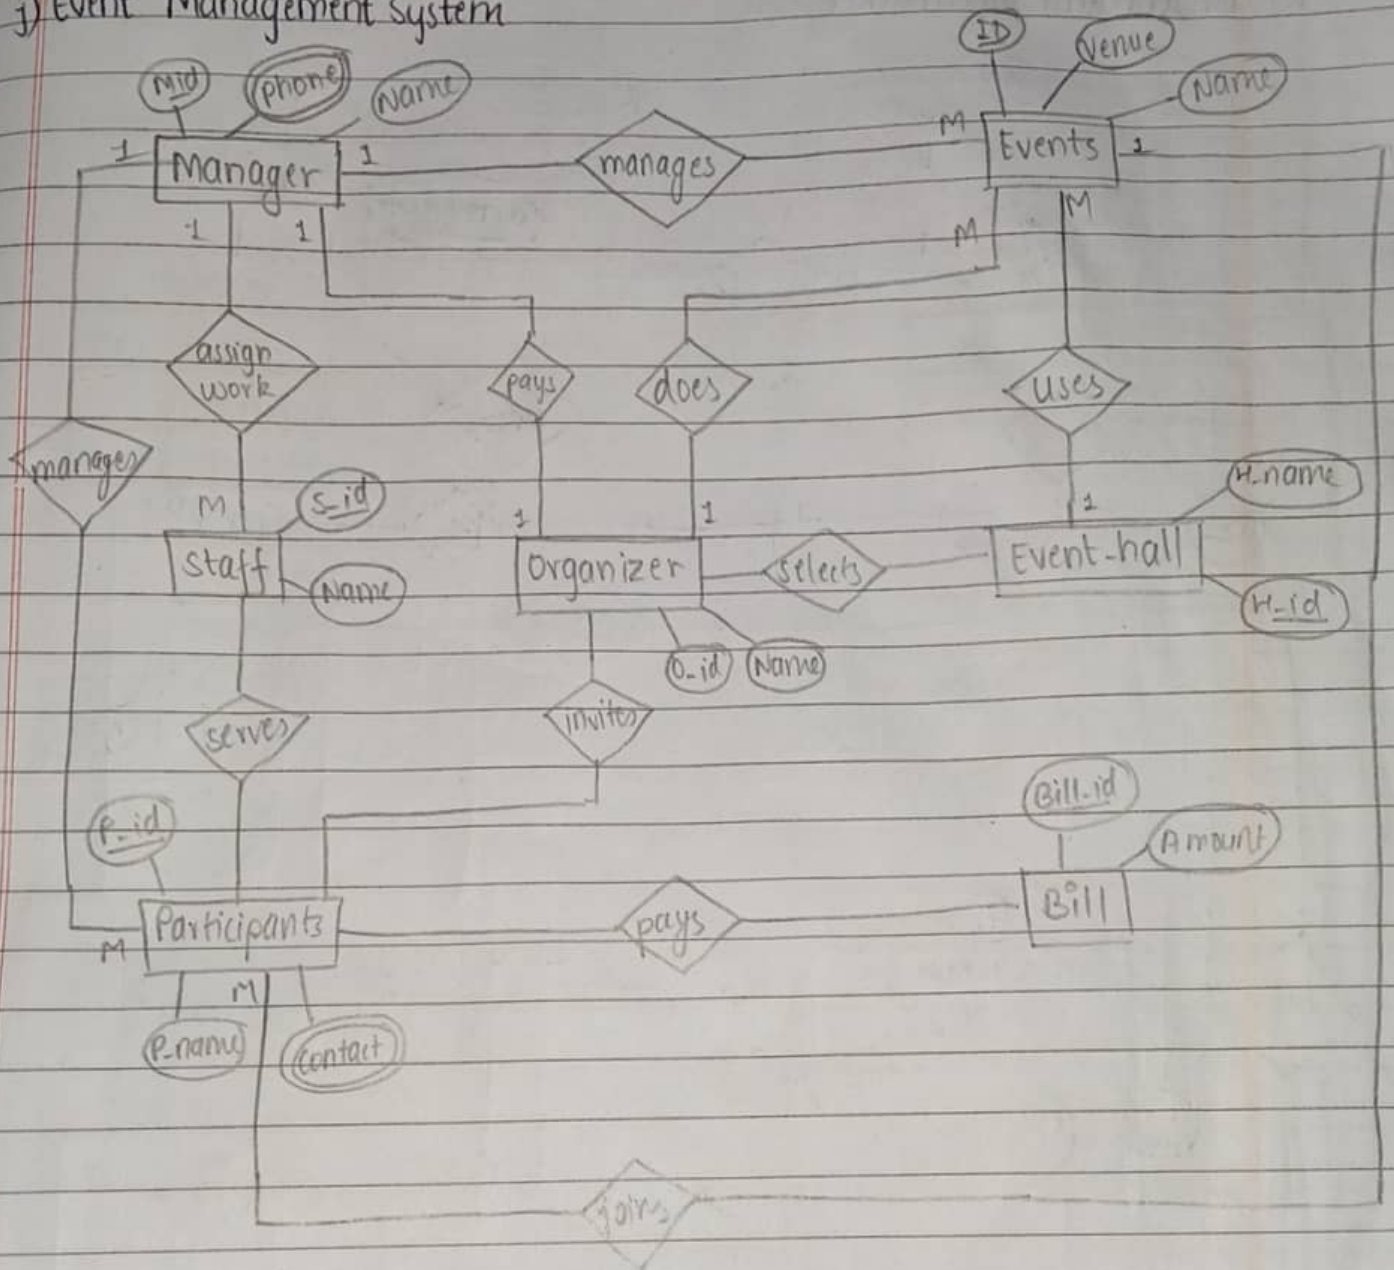 j) Event Management System
ID
Venue
Mid
Phone
Name
Name
M
Events
1
1
Manager
1
manages
1
1
M
M
assign
work
pays
does
uses
manages
M
S_id
1
1
1
H_name
Staff
Name
Organizer
selects
Event-hall
H_id
O_id
Name
serves
invites
P_id
Bill_id
Amount
Participants
pays
Bill
M
M
P_name
Contact
joins